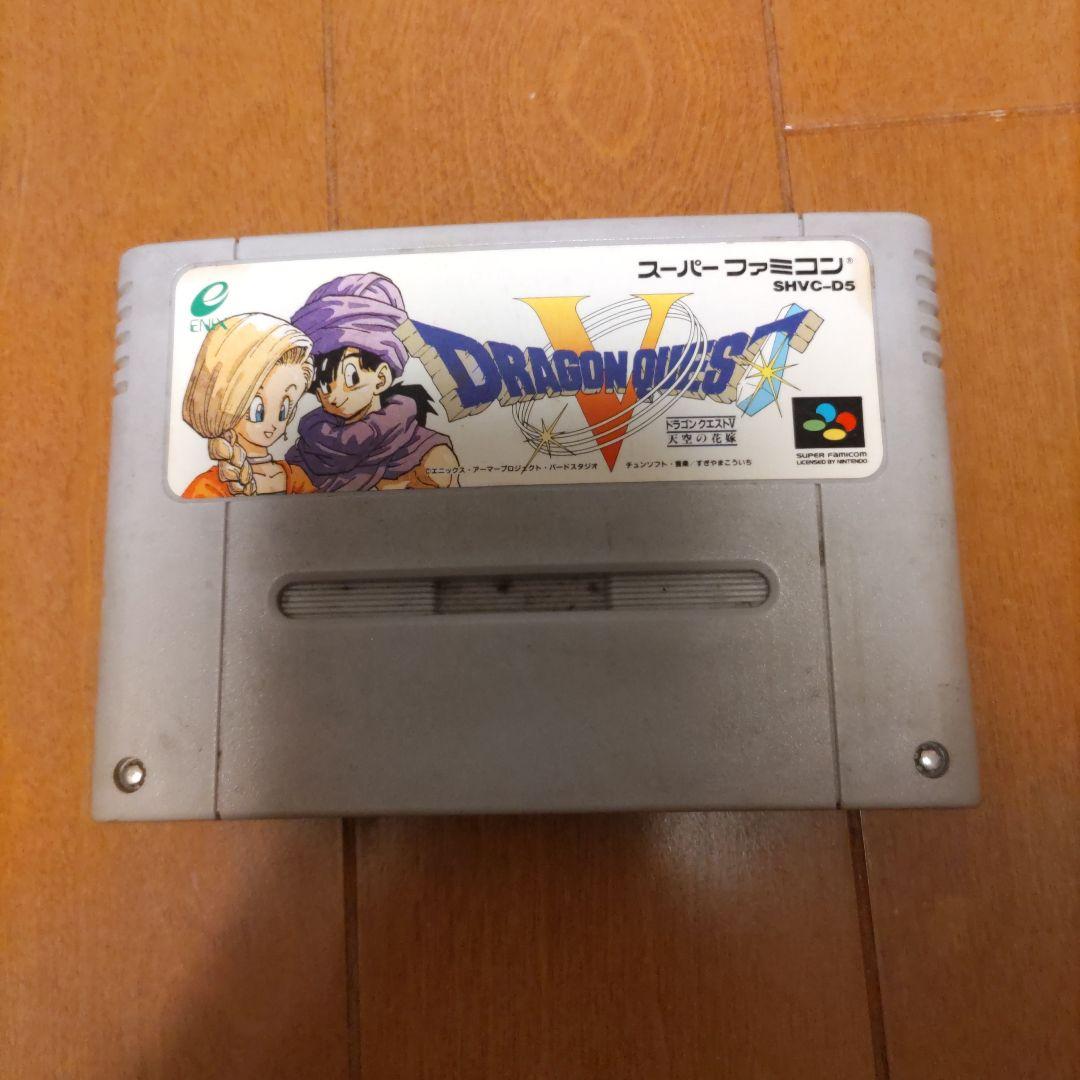 スーパーファミコン®
SHVC-D5
e
ENIX
DRAGON QUEST
V
ドラゴンクエストV
天空の花嫁
©エニックス・アーマープロジェクト・バードスタジオ チュンソフト・音楽/すぎやまこういち
SUPER FAMICOM
LICENSED BY NINTENDO